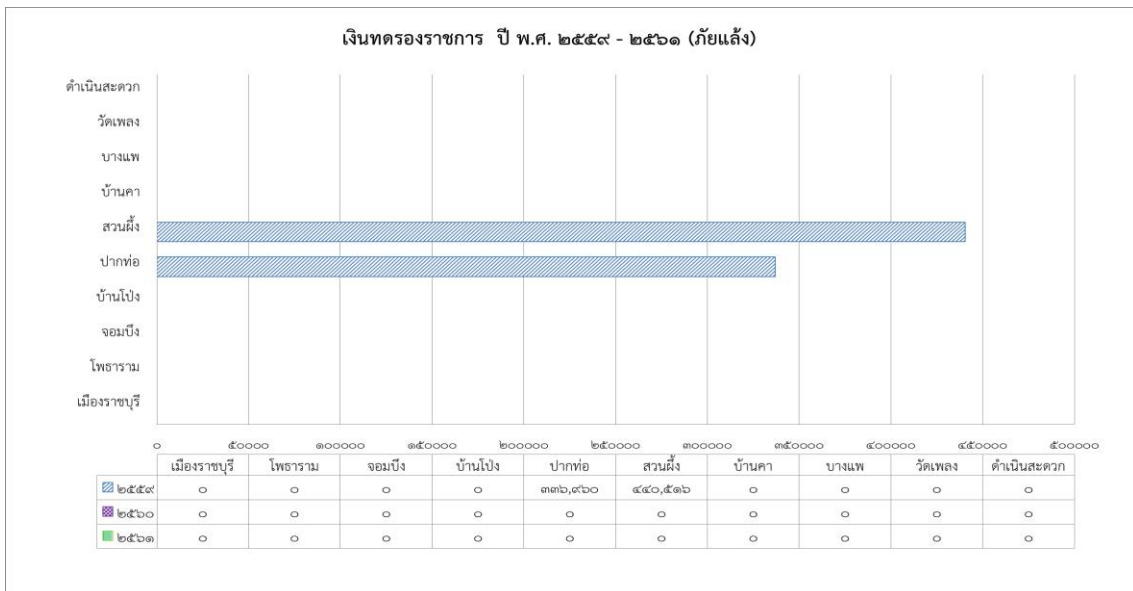 เงินทดรองราชการ ปี พ.ศ. ๒๕๕๙ - ๒๕๖๑ (ภัยแล้ง)
ดำเนินสะดวก
วัดเพลง
บางแพ
บ้านคา
สวนผึ้ง
ปากท่อ
บ้านโป่ง
จอมบึง
โพธาราม
เมืองราชบุรี
๐ ๕๐๐๐๐ ๑๐๐๐๐๐ ๑๕๐๐๐๐ ๒๐๐๐๐๐ ๒๕๐๐๐๐ ๓๐๐๐๐๐ ๓๕๐๐๐๐ ๔๐๐๐๐๐ ๔๕๐๐๐๐ ๕๐๐๐๐๐
เมืองราชบุรี โพธาราม จอมบึง บ้านโป่ง ปากท่อ สวนผึ้ง บ้านคา บางแพ วัดเพลง ดำเนินสะดวก
๒๕๕๙ ๐ ๐ ๐ ๐ ๓๓๖,๙๖๐ ๔๔๐,๕๑๖ ๐ ๐ ๐ ๐
๒๕๖๐ ๐ ๐ ๐ ๐ ๐ ๐ ๐ ๐ ๐ ๐
๒๕๖๑ ๐ ๐ ๐ ๐ ๐ ๐ ๐ ๐ ๐ ๐